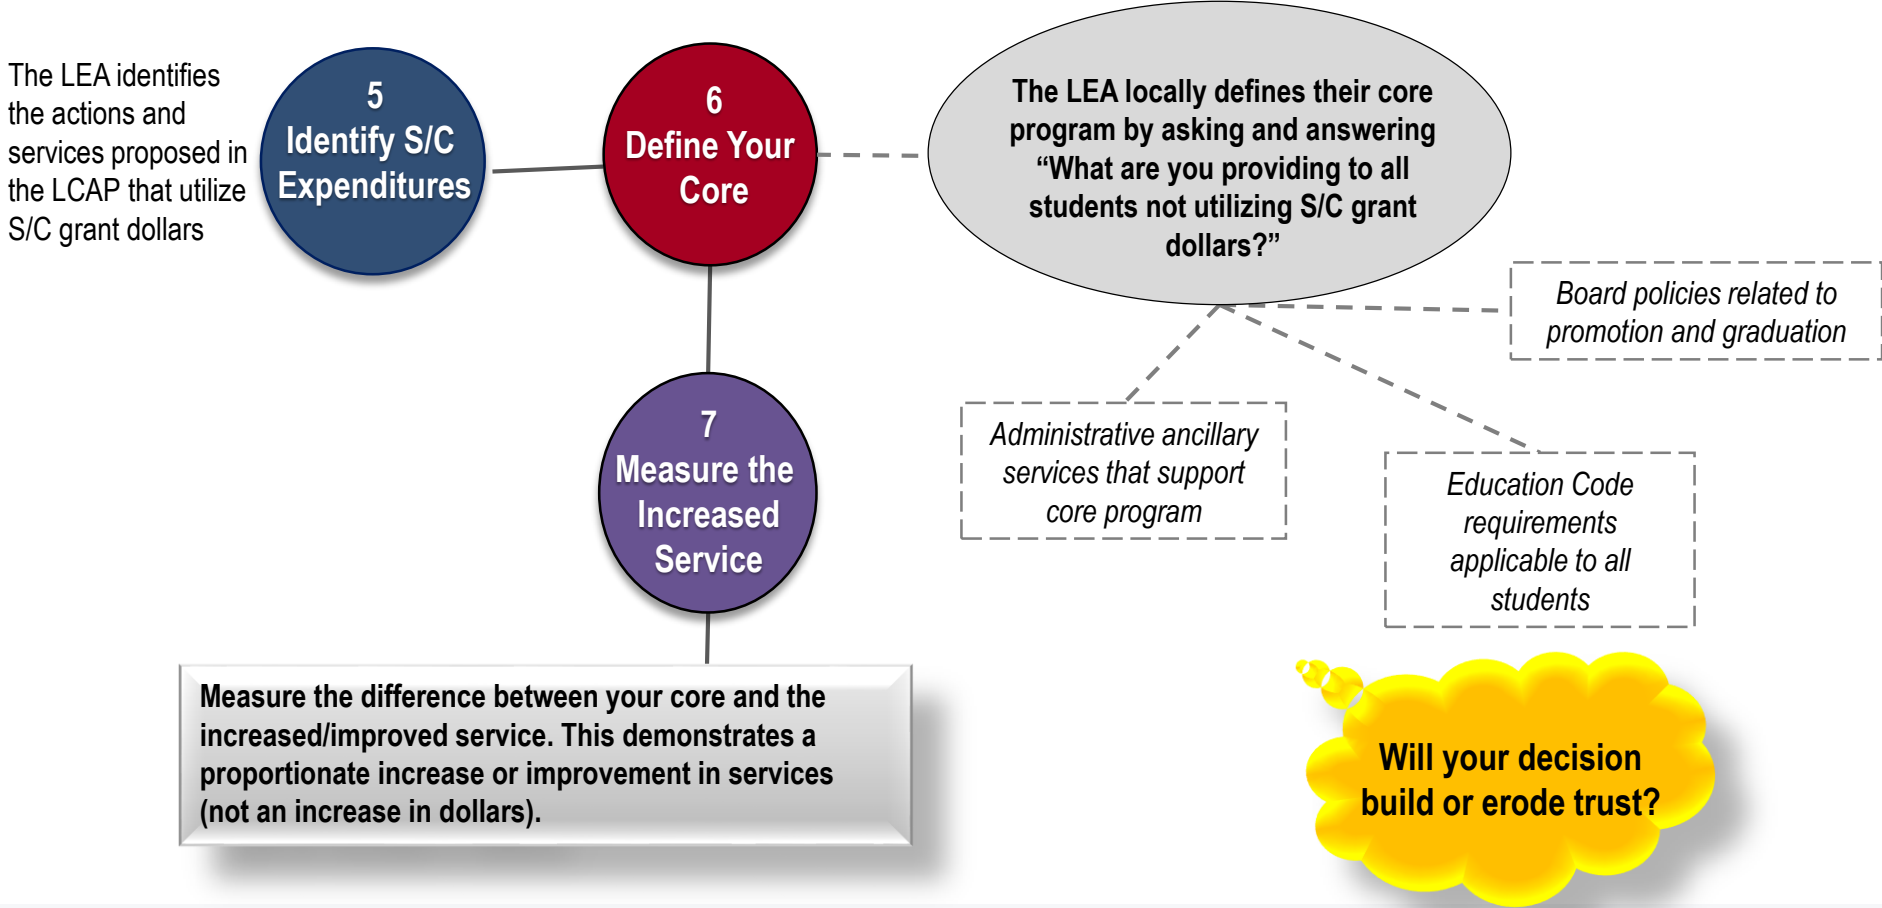 The LEA identifies
the actions and
services proposed in
the LCAP that utilize
S/C grant dollars
5
Identify S/C
Expenditures
6
Define Your
Core
The LEA locally defines their core
program by asking and answering
“What are you providing to all
students not utilizing S/C grant
dollars?”
Board policies related to
promotion and graduation
Administrative ancillary
services that support
core program
Education Code
requirements
applicable to all
students
7
Measure the
Increased
Service
Measure the difference between your core and the
increased/improved service. This demonstrates a
proportionate increase or improvement in services
(not an increase in dollars).
Will your decision
build or erode trust?